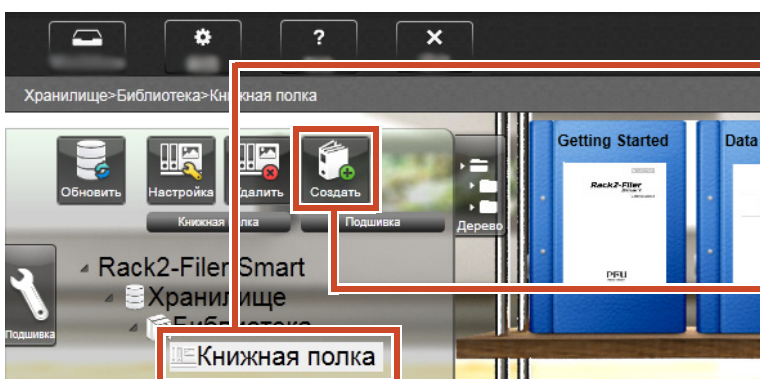 ?
Хранилище>Библиотека>Книжная полка
Обновить
Настройка
Удалить
Создать
Книжная полка
Подшивка
Дерево
Подшивка
Rack2-Filer Smart
Хранилище
Библиотека
Книжная полка
Getting Started
Rack2-Filer
Smart
PFU
Data